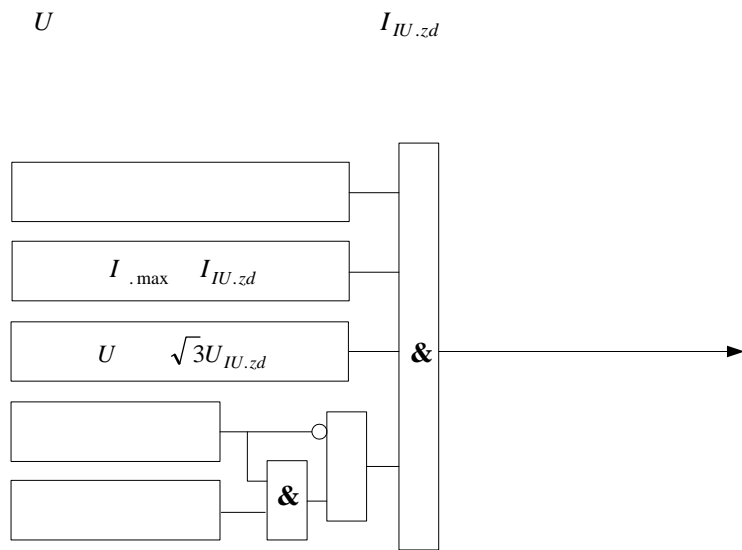 U I_{IU.zd}
I_{.max} I_{IU.zd}
U √3U_{IU.zd}
&
&